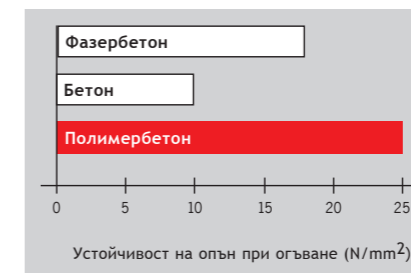 Фазербетон
Бетон
Полимербетон
0 5 10 15 20 25
Устойчивост на опън при огъване (N/mm2)